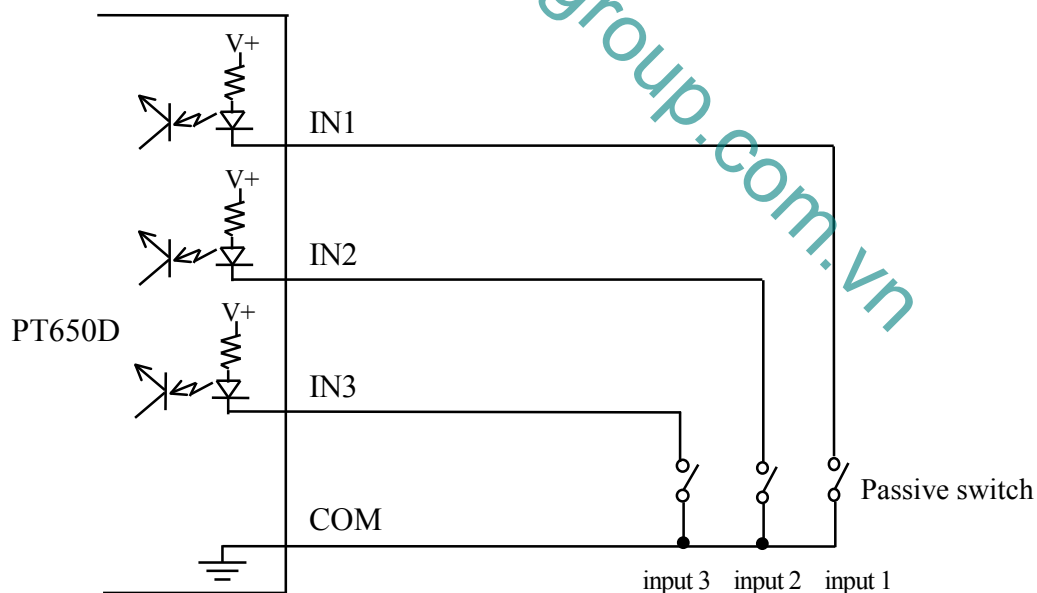 group.com.vn
V+
IN1
V+
IN2
V+
PT650D
IN3
Passive switch
COM
input 3 input 2 input 1